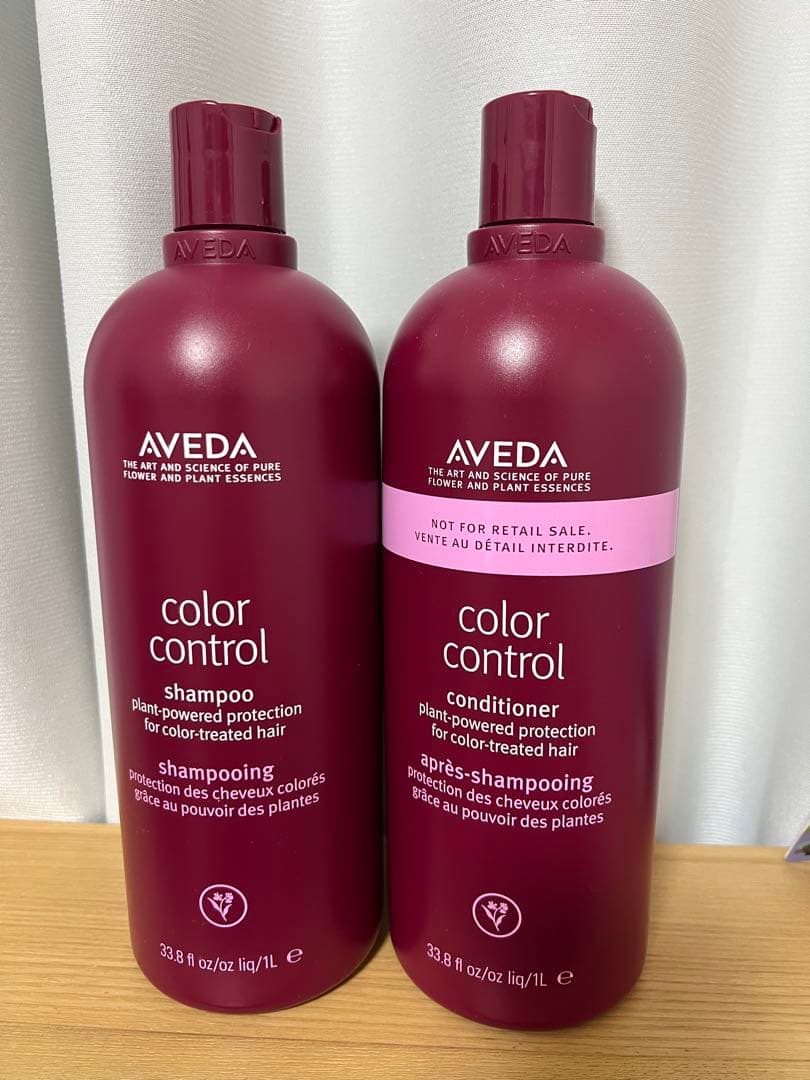 AVEDA
AVEDA
THE ART AND SCIENCE OF PURE
FLOWER AND PLANT ESSENCES
color
control
shampoo
plant-powered protection
for color-treated hair
shampooing
protection des cheveux colorés
grâce au pouvoir des plantes
33.8 fl oz/oz liq/1L e
AVEDA
AVEDA
THE ART AND SCIENCE OF PURE
FLOWER AND PLANT ESSENCES
NOT FOR RETAIL SALE.
VENTE AU DÉTAIL INTERDITE.
color
control
conditioner
plant-powered protection
for color-treated hair
après-shampooing
protection des cheveux colorés
grâce au pouvoir des plantes
33.8 fl oz/oz liq/1L e